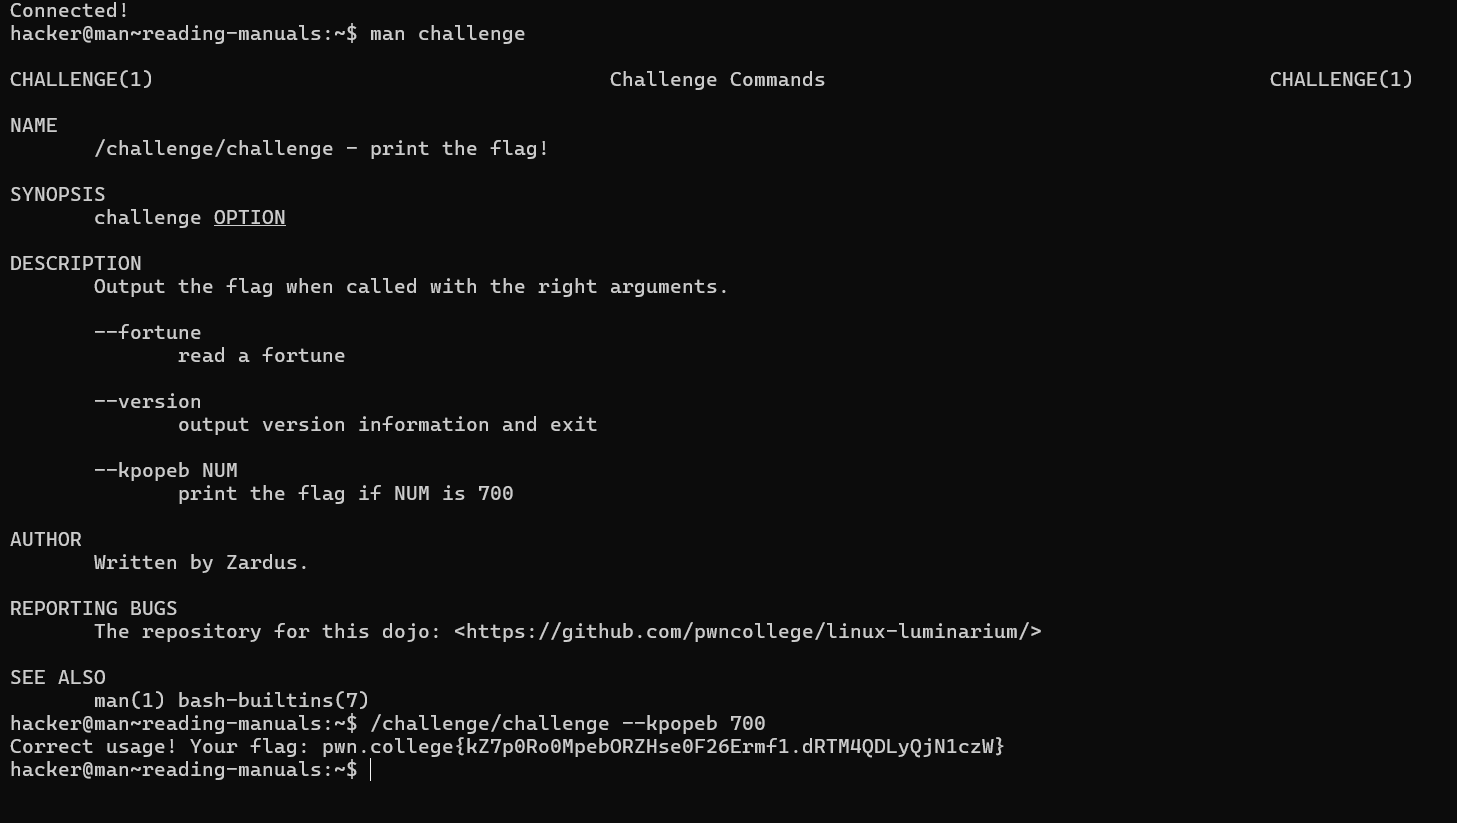 Connected!
hacker@man~reading-manuals:~$ man challenge
CHALLENGE(1) Challenge Commands CHALLENGE(1)
NAME
/challenge/challenge - print the flag!
SYNOPSIS
challenge OPTION
DESCRIPTION
Output the flag when called with the right arguments.
--fortune
read a fortune
--version
output version information and exit
--kpopeb NUM
print the flag if NUM is 700
AUTHOR
Written by Zardus.
REPORTING BUGS
The repository for this dojo: <https://github.com/pwncollege/linux-luminarium/>
SEE ALSO
man(1) bash-builtins(7)
hacker@man~reading-manuals:~$ /challenge/challenge --kpopeb 700
Correct usage! Your flag: pwn.college{kZ7p0Ro0MpebORZHse0F26Ermf1.dRTM4QDLyQjN1czW}
hacker@man~reading-manuals:~$